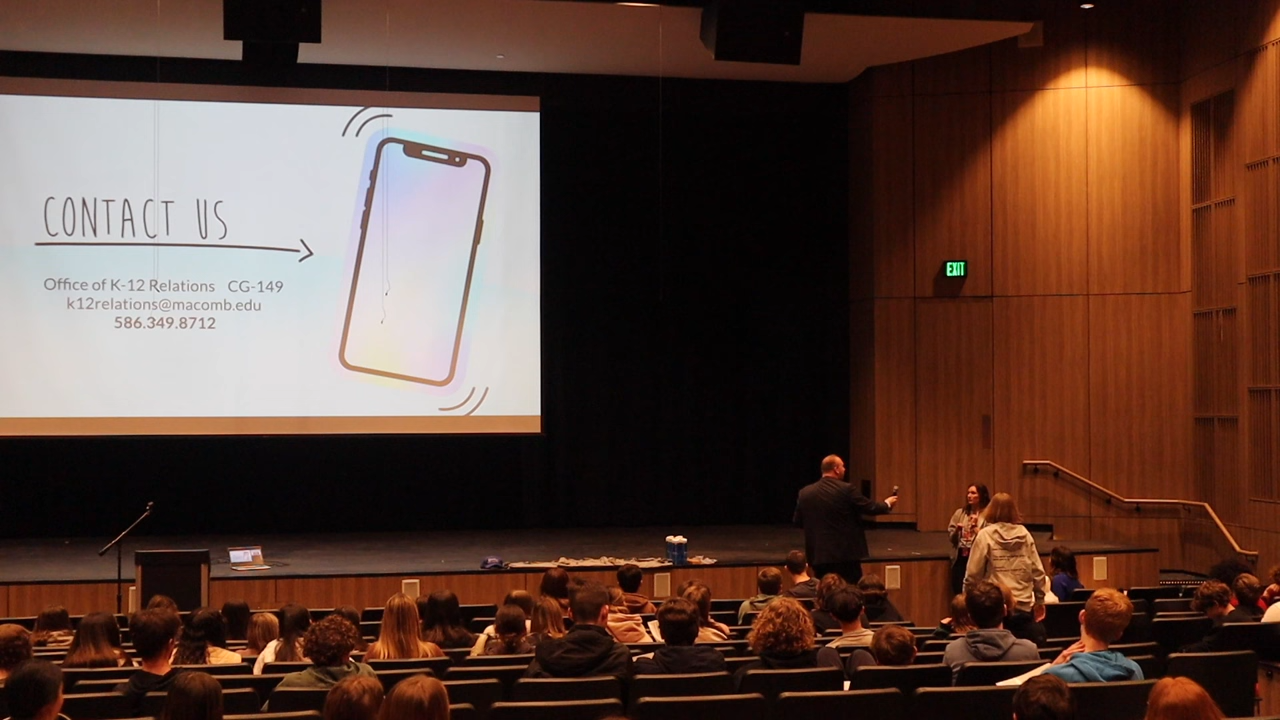 CONTACT US
Office of K-12 Relations CG-149
k12relations@macomb.edu
586.349.8712
EXIT